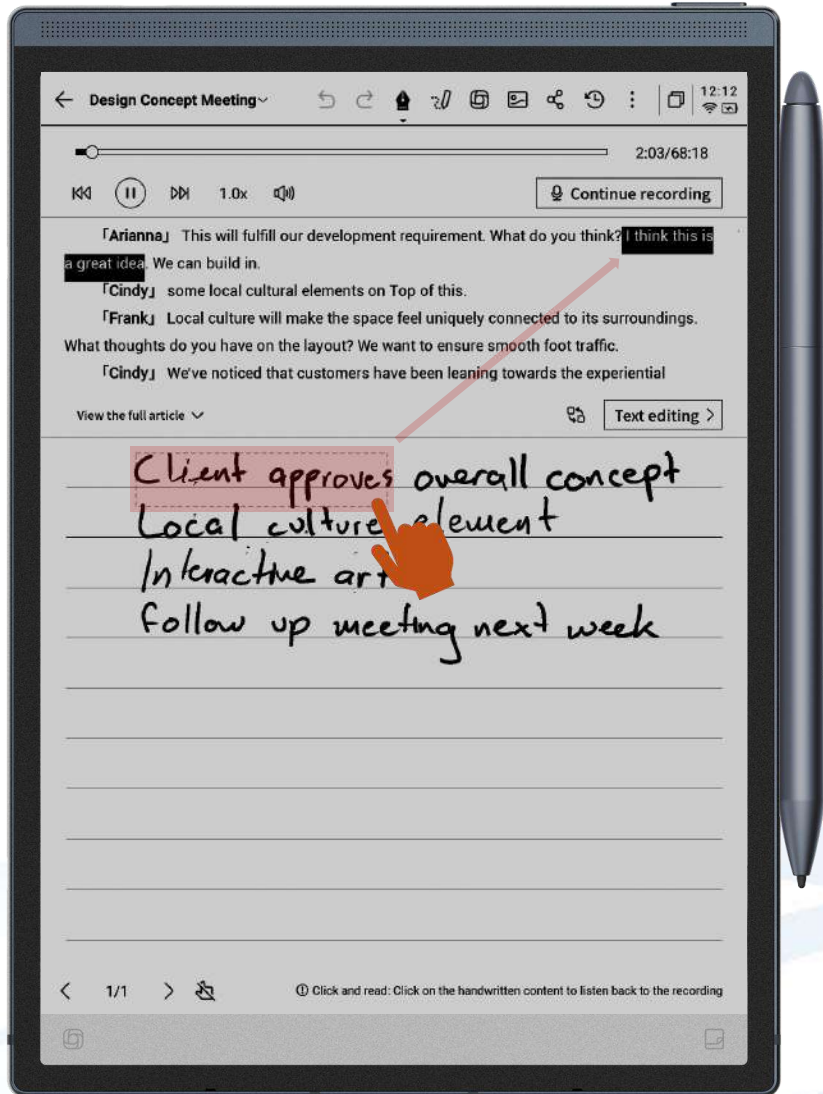 Design Concept Meeting
12:12
2:03/68:18
1.0x
Continue recording
「Arianna」 This will fulfill our development requirement. What do you think? I think this is
a great idea. We can build in.
「Cindy」 some local cultural elements on Top of this.
「Frank」 Local culture will make the space feel uniquely connected to its surroundings.
What thoughts do you have on the layout? We want to ensure smooth foot traffic.
「Cindy」 We've noticed that customers have been leaning towards the experiential
View the full article
Text editing >
Client approves overall concept
Local culture element
Interactive art
Follow up meeting next week
< 1/1 >
Click and read: Click on the handwritten content to listen back to the recording